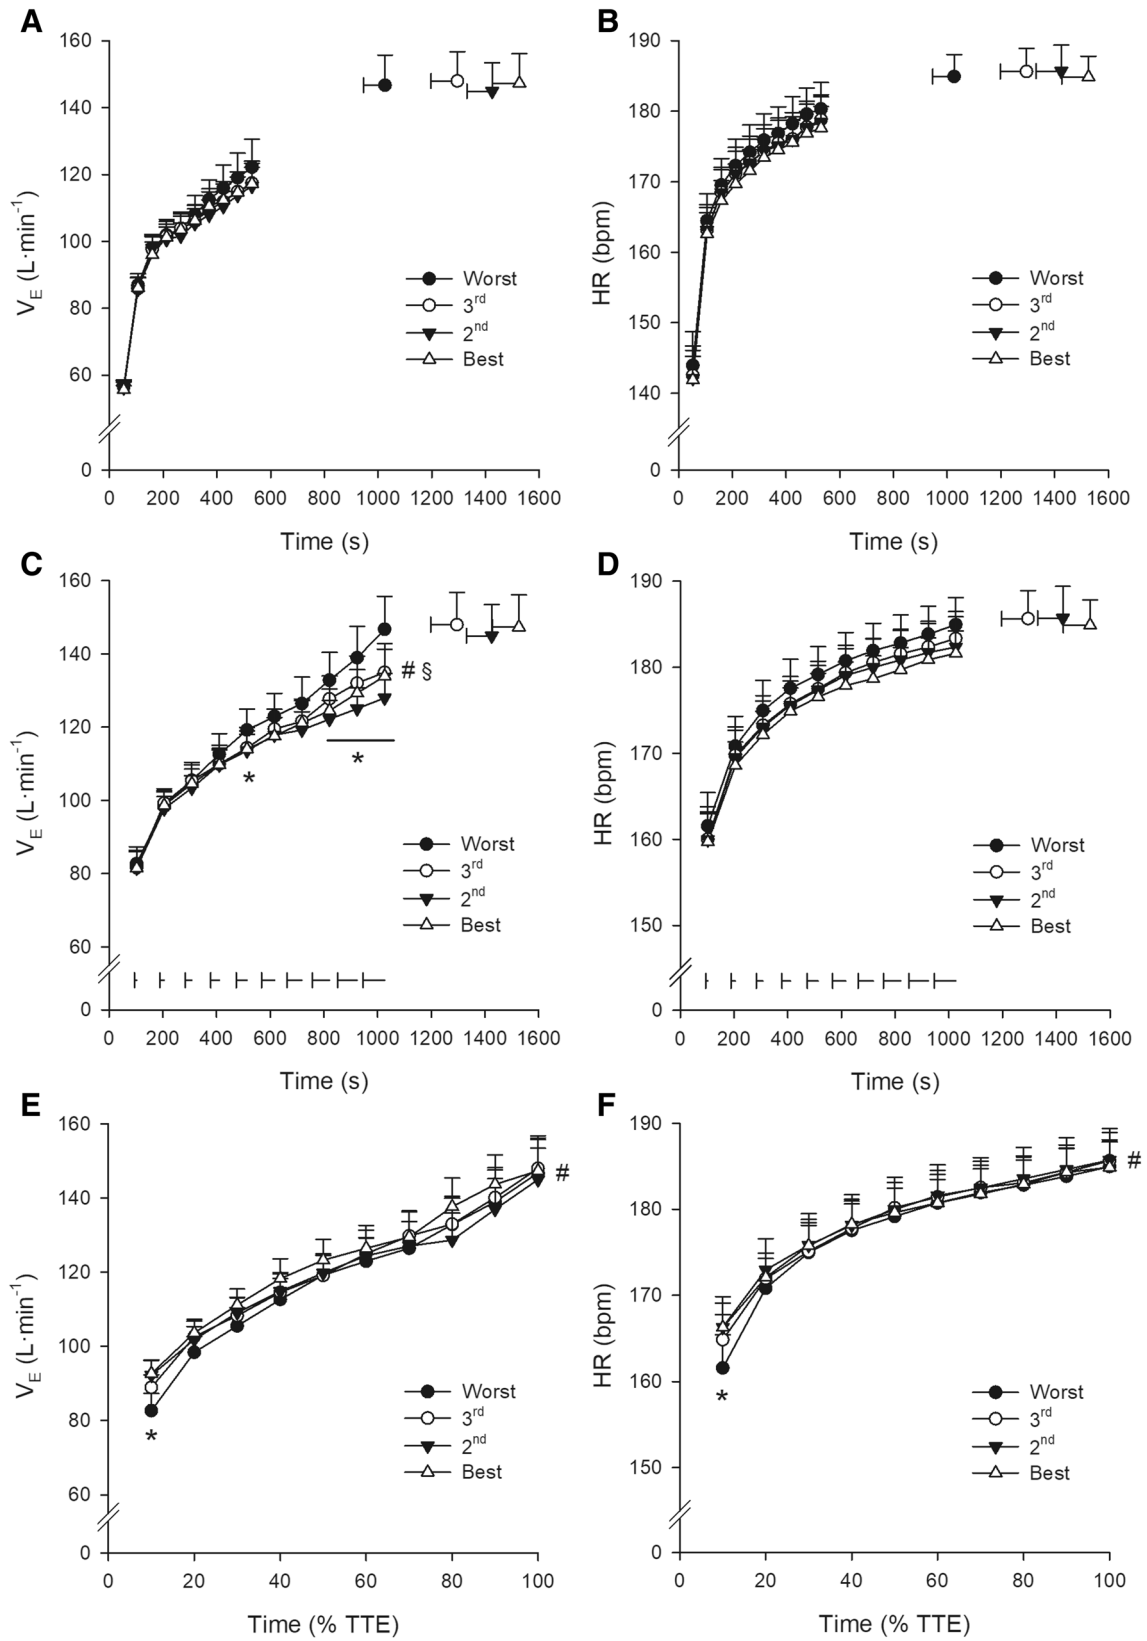 A
160
140
120
100
80
60
0
V_E (L·min⁻¹)
Worst
3rd
2nd
Best
0 200 400 600 800 1000 1200 1400 1600
Time (s)
B
190
180
170
160
150
140
0
HR (bpm)
Worst
3rd
2nd
Best
0 200 400 600 800 1000 1200 1400 1600
Time (s)
C
160
140
120
100
80
60
0
V_E (L·min⁻¹)
# §
*
*
Worst
3rd
2nd
Best
0 200 400 600 800 1000 1200 1400 1600
Time (s)
D
190
180
170
160
150
0
HR (bpm)
Worst
3rd
2nd
Best
0 200 400 600 800 1000 1200 1400 1600
Time (s)
E
160
140
120
100
80
60
0
V_E (L·min⁻¹)
#
*
Worst
3rd
2nd
Best
0 20 40 60 80 100
Time (% TTE)
F
190
180
170
160
150
0
HR (bpm)
#
*
Worst
3rd
2nd
Best
0 20 40 60 80 100
Time (% TTE)